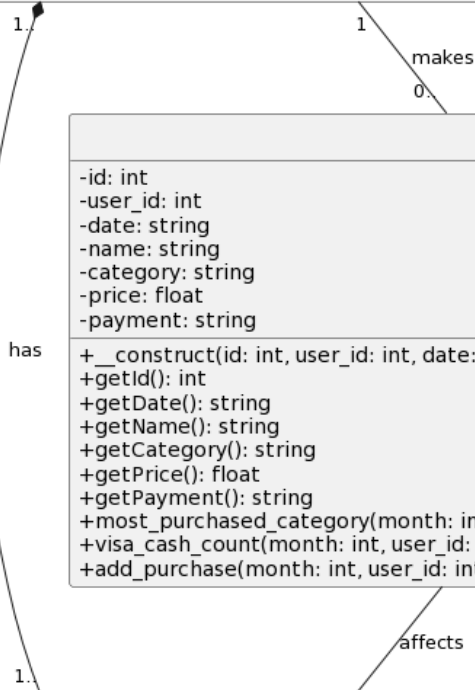 1..
1
makes
0..
-id: int
-user_id: int
-date: string
-name: string
-category: string
-price: float
-payment: string
has
+__construct(id: int, user_id: int, date:
+getId(): int
+getDate(): string
+getName(): string
+getCategory(): string
+getPrice(): float
+getPayment(): string
+most_purchased_category(month: in
+visa_cash_count(month: int, user_id:
+add_purchase(month: int, user_id: int
affects
1..